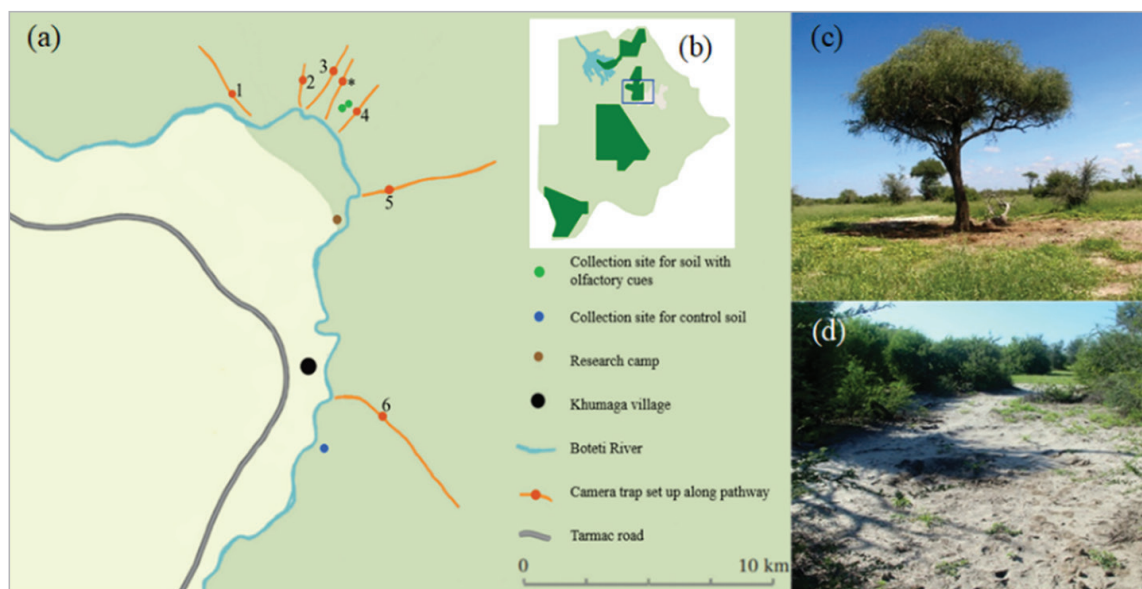 (a)
1
2
3
*
4
5
6
(b)
Collection site for soil with
olfactory cues
Collection site for control soil
Research camp
Khumaga village
Boteti River
Camera trap set up along pathway
Tarmac road
0
10 km
(c)
(d)